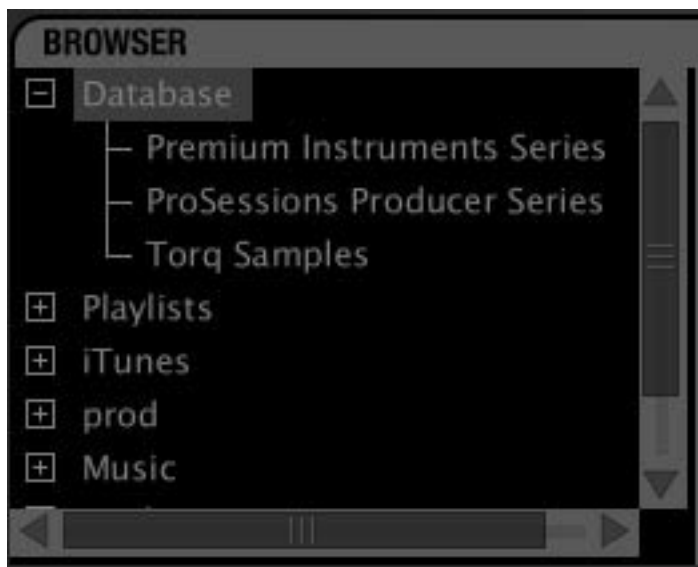 BROWSER
Database
Premium Instruments Series
ProSessions Producer Series
Torq Samples
Playlists
iTunes
prod
Music